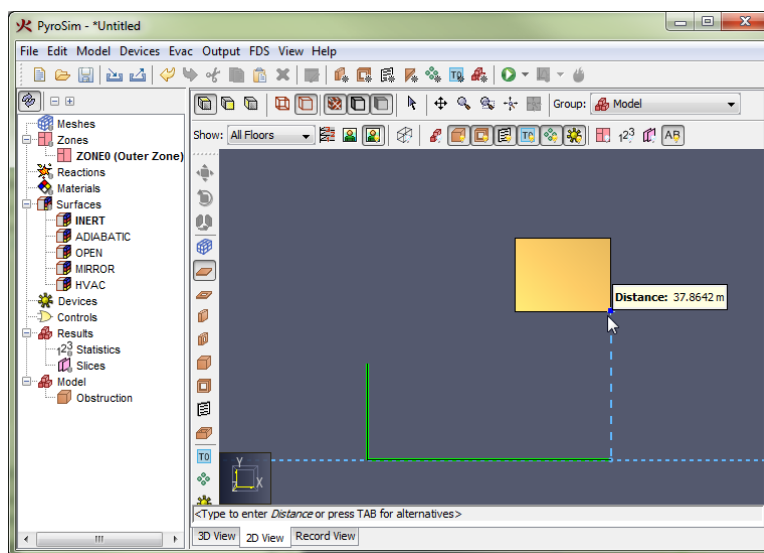 PyroSim - *Untitled
File Edit Model Devices Evac Output FDS View Help
Group: Model
Show: All Floors
Meshes
Zones
ZONE0 (Outer Zone)
Reactions
Materials
Surfaces
INERT
ADIABATIC
OPEN
MIRROR
HVAC
Devices
Controls
Results
Statistics
Slices
Model
Obstruction
Distance: 37.8642 m
Y
X
<Type to enter Distance or press TAB for alternatives>
3D View 2D View Record View